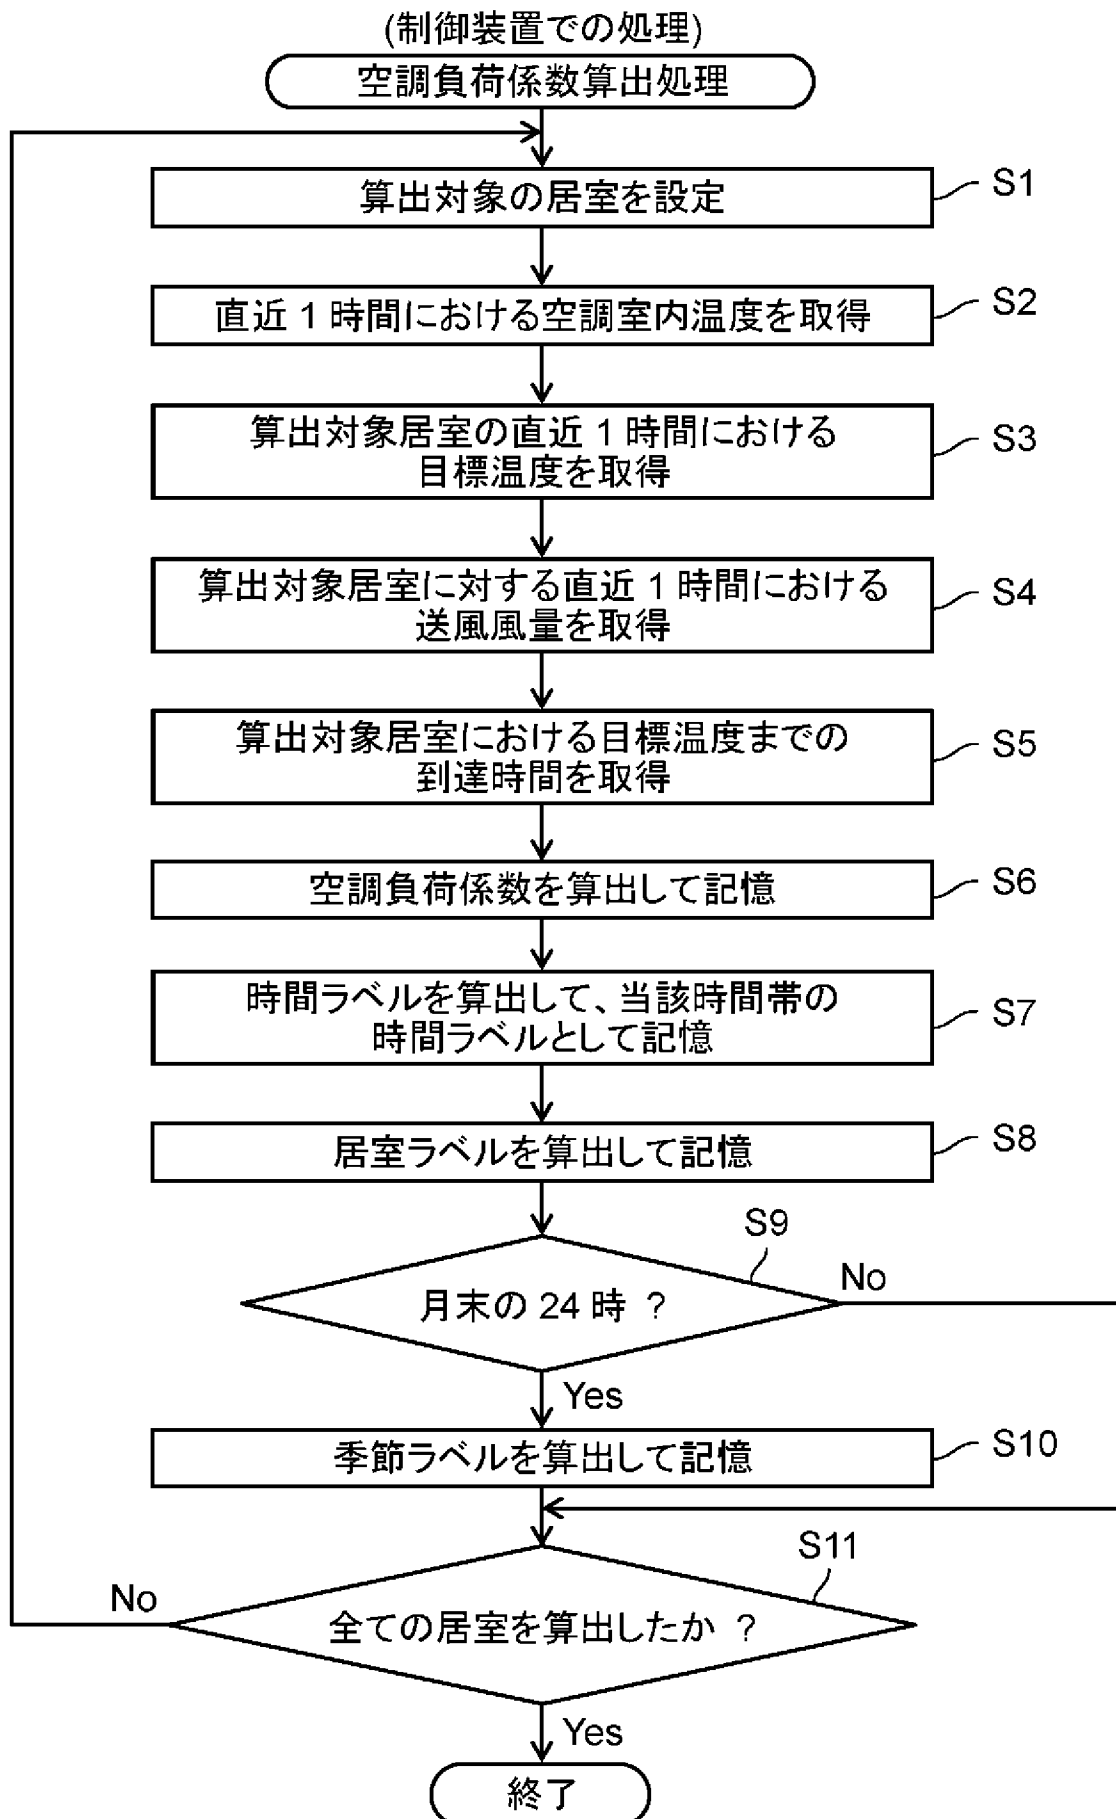 (制御装置での処理)
空調負荷係数算出処理
算出対象の居室を設定
S1
直近1時間における空調室内温度を取得
S2
算出対象居室の直近1時間における
目標温度を取得
S3
算出対象居室に対する直近1時間における
送風風量を取得
S4
算出対象居室における目標温度までの
到達時間を取得
S5
空調負荷係数を算出して記憶
S6
時間ラベルを算出して、当該時間帯の
時間ラベルとして記憶
S7
居室ラベルを算出して記憶
S8
S9
月末の24時 ?
No
Yes
季節ラベルを算出して記憶
S10
S11
全ての居室を算出したか ?
No
Yes
終了